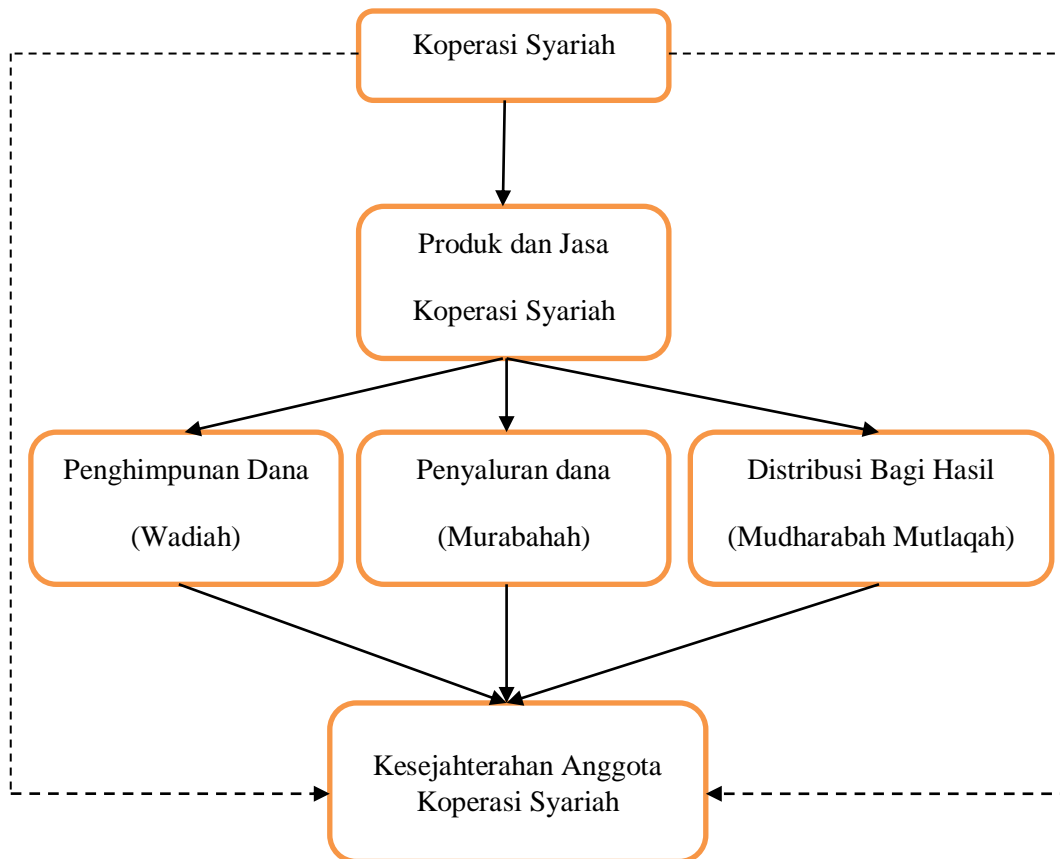 Koperasi Syariah
Produk dan Jasa
Koperasi Syariah
Penghimpunan Dana
(Wadiah)
Penyaluran dana
(Murabahah)
Distribusi Bagi Hasil
(Mudharabah Mutlaqah)
Kesejahterahan Anggota
Koperasi Syariah